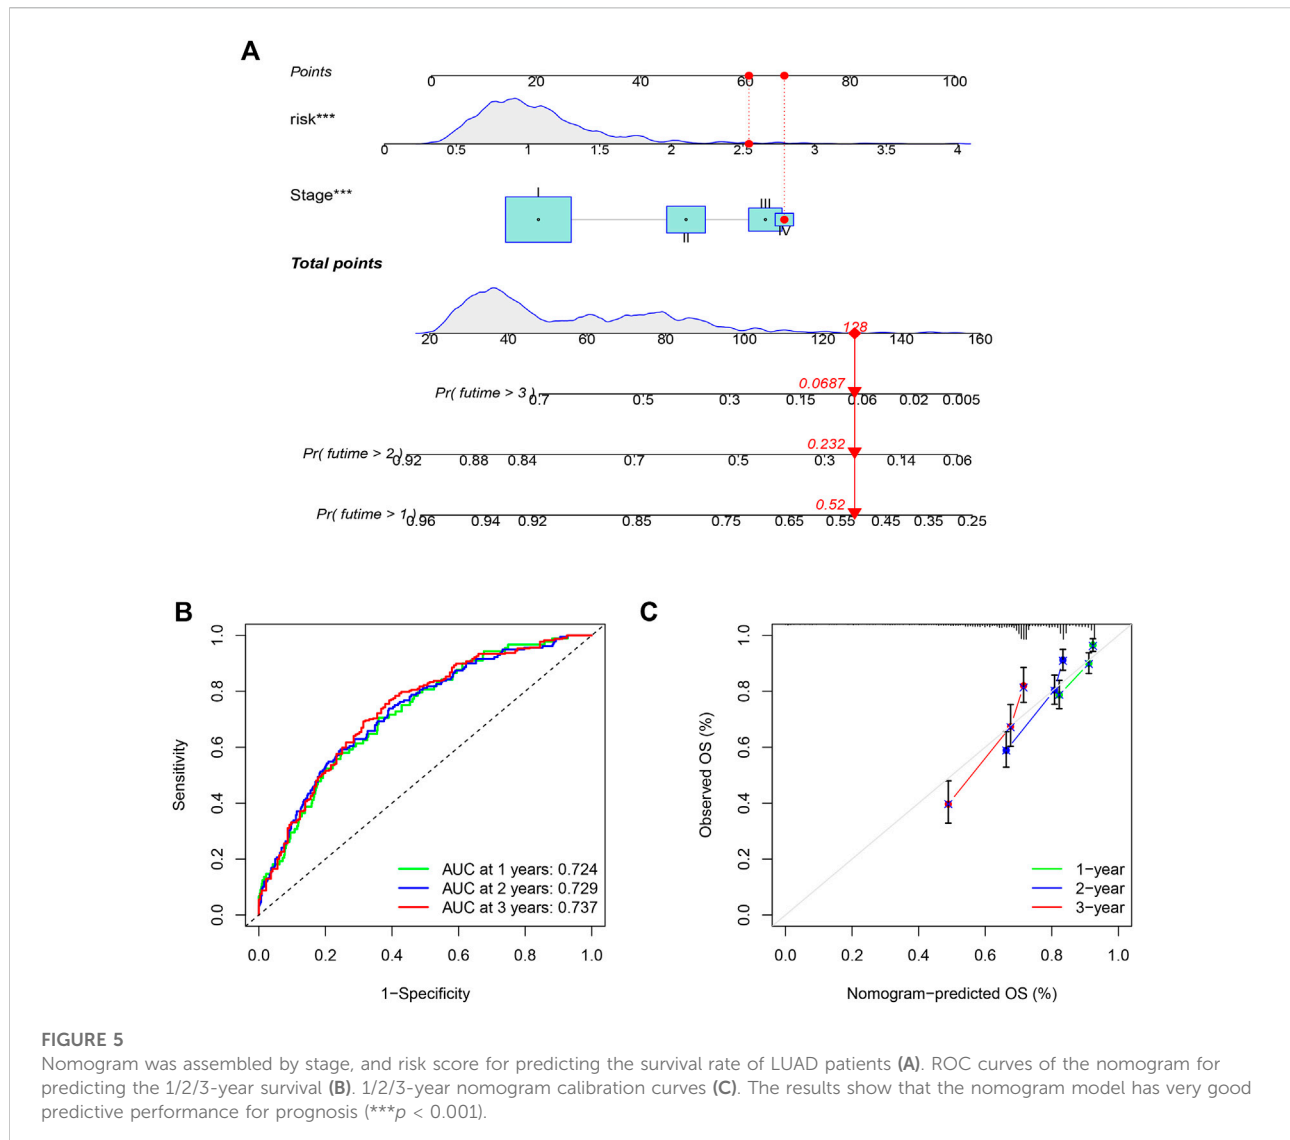 A
Points
0 20 40 60 80 100
risk***
0 0.5 1 1.5 2 2.5 3 3.5 4
Stage***
I
III
II
IV
Total points
128
20 40 60 80 100 120 140 160
0.0687
Pr( futime > 3 )
0.7 0.5 0.3 0.15 0.06 0.02 0.005
0.232
Pr( futime > 2 )
0.92 0.88 0.84 0.7 0.5 0.3 0.14 0.06
0.52
Pr( futime > 1 )
0.96 0.94 0.92 0.85 0.75 0.65 0.55 0.45 0.35 0.25
B
Sensitivity
0.0 0.2 0.4 0.6 0.8 1.0
AUC at 1 years: 0.724
AUC at 2 years: 0.729
AUC at 3 years: 0.737
0.0 0.2 0.4 0.6 0.8 1.0
1−Specificity
C
Observed OS (%)
0.0 0.2 0.4 0.6 0.8 1.0
1−year
2−year
3−year
0.0 0.2 0.4 0.6 0.8 1.0
Nomogram−predicted OS (%)
FIGURE 5
Nomogram was assembled by stage, and risk score for predicting the survival rate of LUAD patients (A). ROC curves of the nomogram for
predicting the 1/2/3-year survival (B). 1/2/3-year nomogram calibration curves (C). The results show that the nomogram model has very good
predictive performance for prognosis (***p < 0.001).